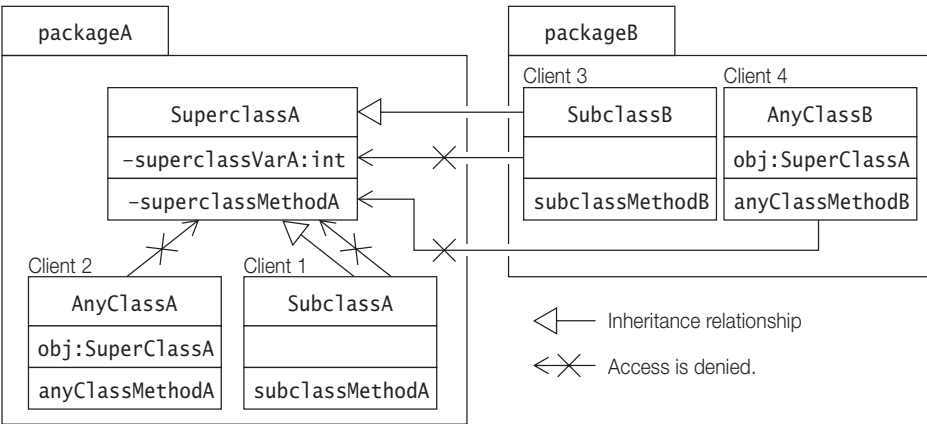 packageA
packageB
Client 3
Client 4
SuperclassA
SubclassB
AnyClassB
–superclassVarA:int
obj:SuperClassA
–superclassMethodA
subclassMethodB
anyClassMethodB
Client 2
Client 1
AnyClassA
SubclassA
obj:SuperClassA
anyClassMethodA
subclassMethodA
Inheritance relationship
Access is denied.